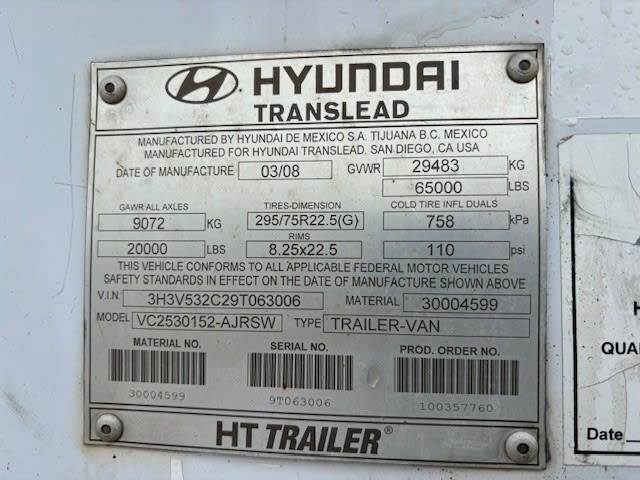 HYUNDAI
TRANSLEAD
MANUFACTURED BY HYUNDAI DE MEXICO S.A. TIJUANA B.C. MEXICO
MANUFACTURED FOR HYUNDAI TRANSLEAD. SAN DIEGO, CA USA
DATE OF MANUFACTURE 03/08 GVWR 29483 KG
65000 LBS
GAWR ALL AXLES TIRES-DIMENSION COLD TIRE INFL DUALS
9072 KG 295/75R22.5(G) 758 kPa
RIMS
20000 LBS 8.25x22.5 110 psi
THIS VEHICLE CONFORMS TO ALL APPLICABLE FEDERAL MOTOR VEHICLES
SAFETY STANDARDS IN EFFECT ON THE DATE OF MANUFACTURE SHOWN ABOVE
V.I.N. 3H3V532C29T063006 MATERIAL 30004599
MODEL VC2530152-AJRSW TYPE TRAILER-VAN
MATERIAL NO. SERIAL NO. PROD. ORDER NO.
30004599 9T063006 100357760
HT TRAILER®
H
QUA
Date